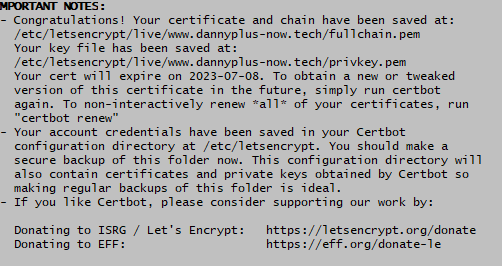 MPORTANT NOTES:
- Congratulations! Your certificate and chain have been saved at:
/etc/letsencrypt/live/www.dannyplus-now.tech/fullchain.pem
Your key file has been saved at:
/etc/letsencrypt/live/www.dannyplus-now.tech/privkey.pem
Your cert will expire on 2023-07-08. To obtain a new or tweaked
version of this certificate in the future, simply run certbot
again. To non-interactively renew *all* of your certificates, run
"certbot renew"
- Your account credentials have been saved in your Certbot
configuration directory at /etc/letsencrypt. You should make a
secure backup of this folder now. This configuration directory will
also contain certificates and private keys obtained by Certbot so
making regular backups of this folder is ideal.
- If you like Certbot, please consider supporting our work by:
Donating to ISRG / Let's Encrypt: https://letsencrypt.org/donate
Donating to EFF: https://eff.org/donate-le